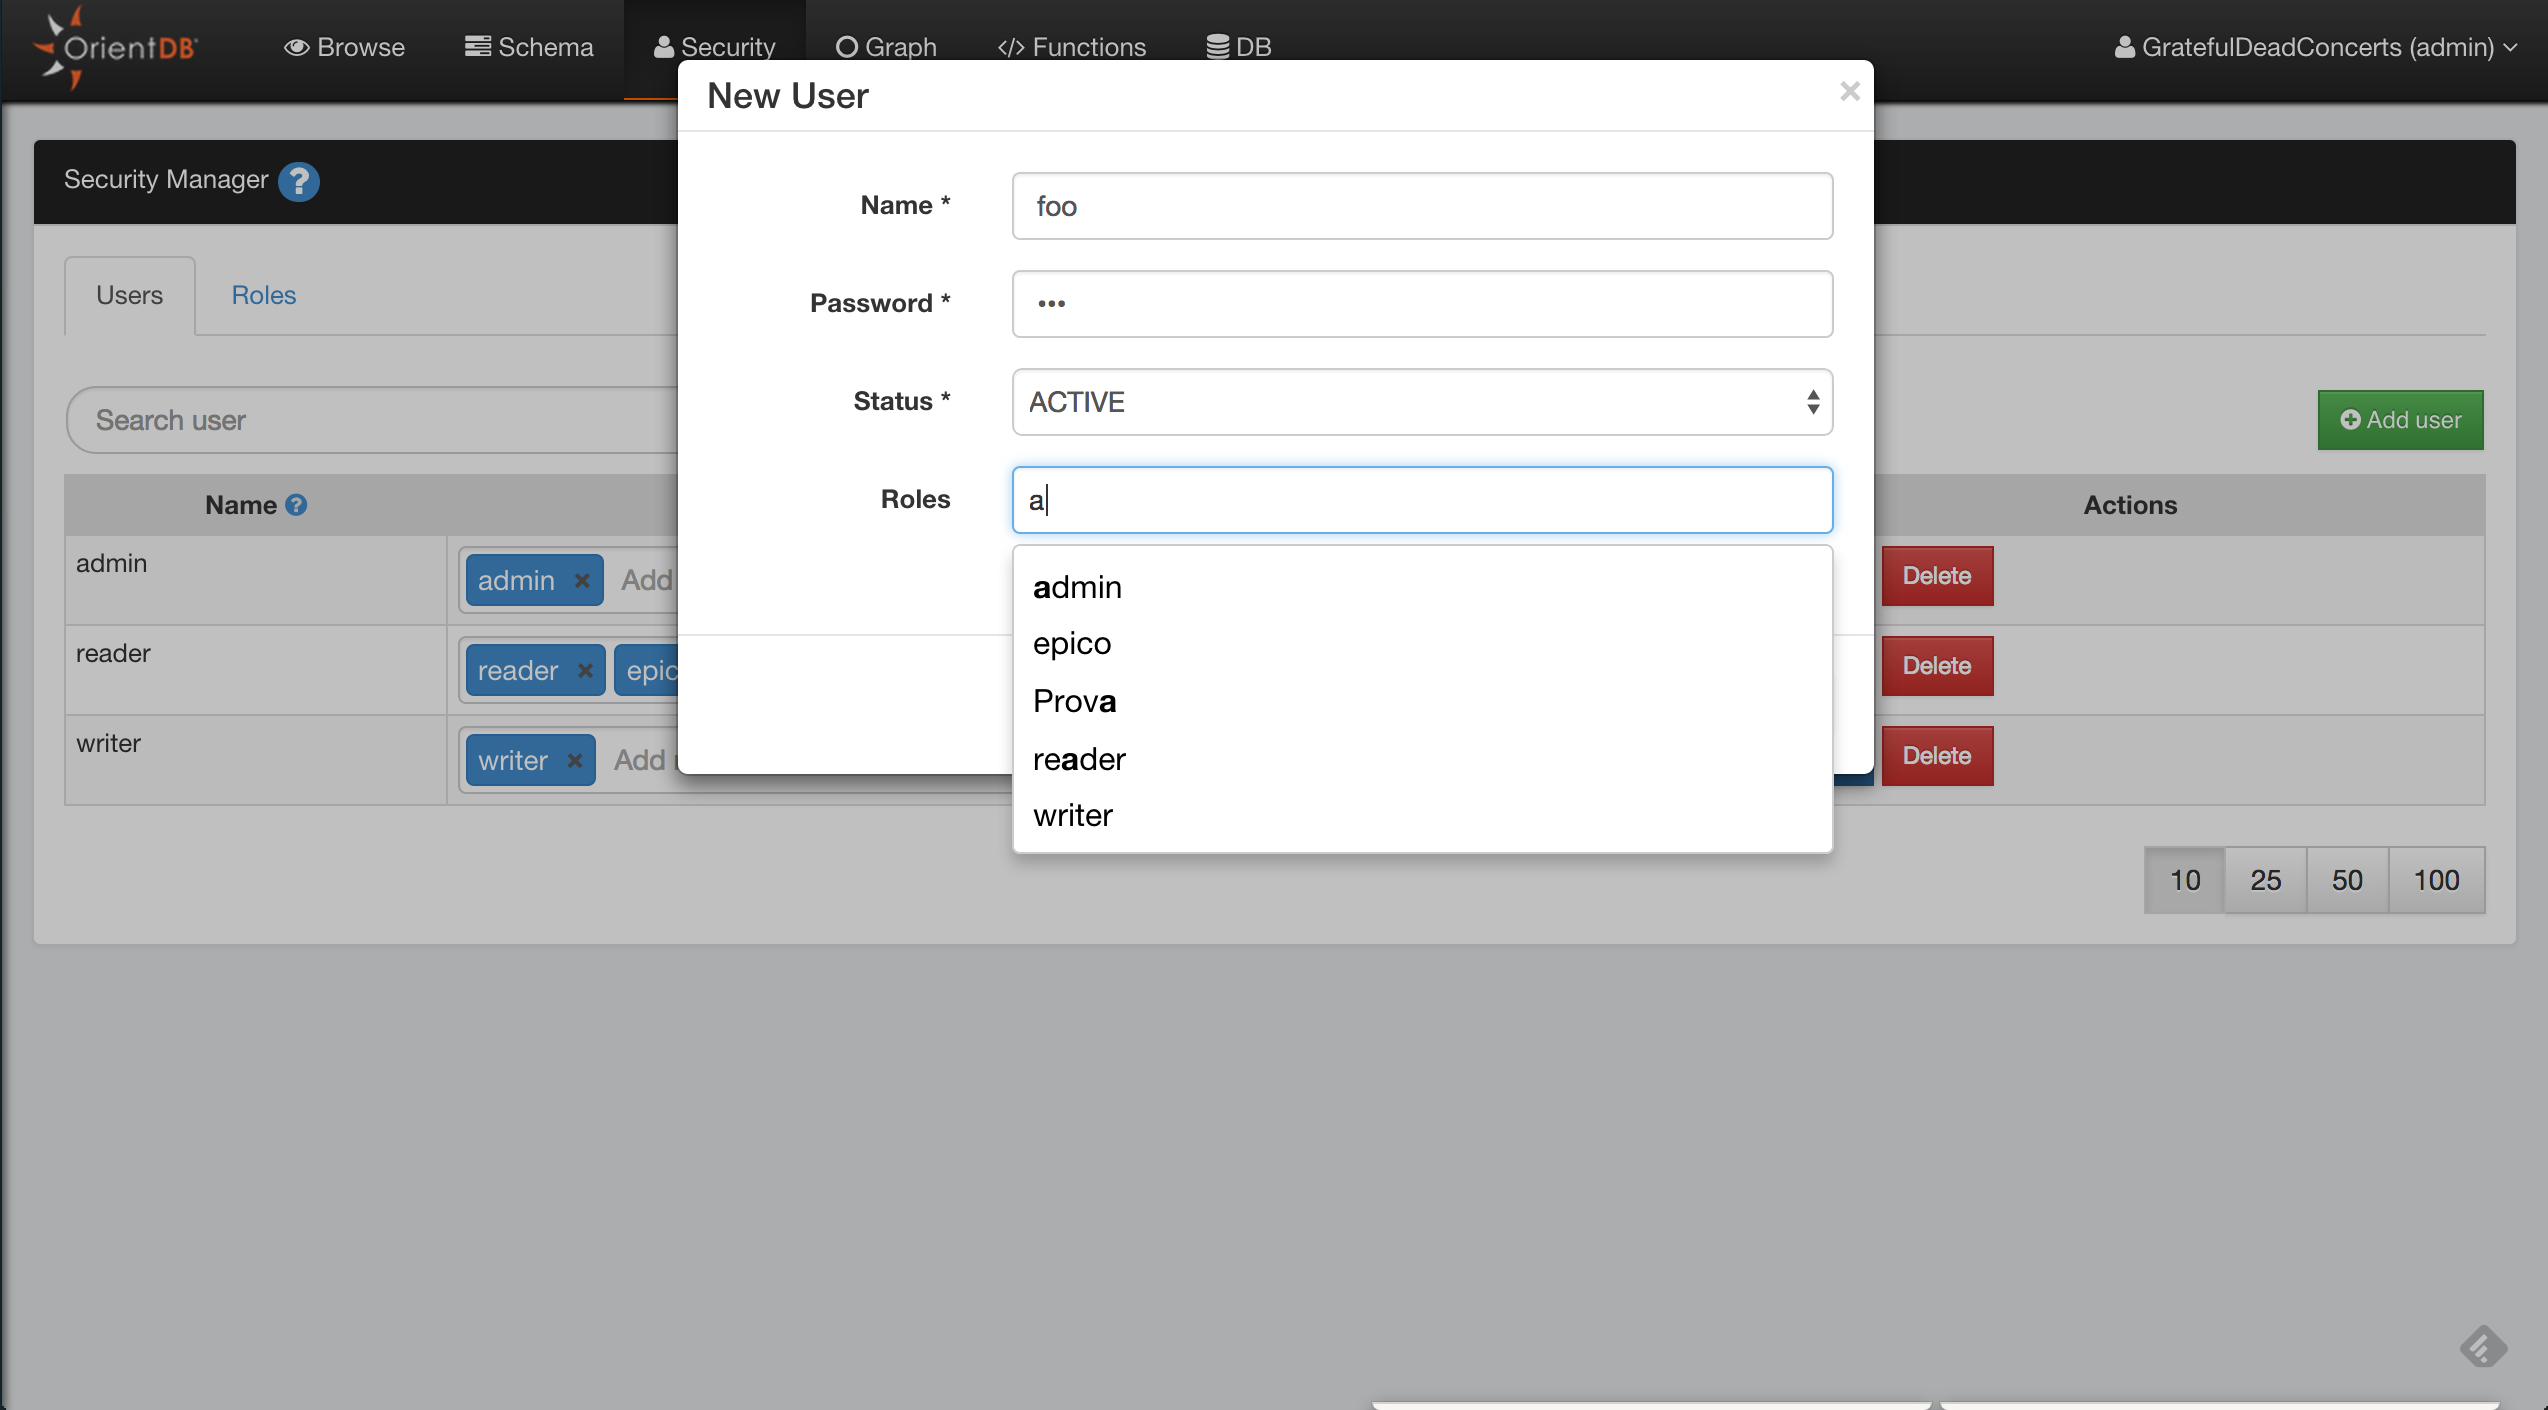 OrientDB Browse Schema Security Graph Functions DB GratefulDeadConcerts (admin)
New User ×
Security Manager ?
Name * foo
Password * •••
Users Roles
Status * ACTIVE
Search user
Add user
Roles a
Name ? Actions
admin admin × Add Delete
admin
epico
reader reader × epic Delete
Prova
writer writer × Add Delete
reader
writer
10 25 50 100